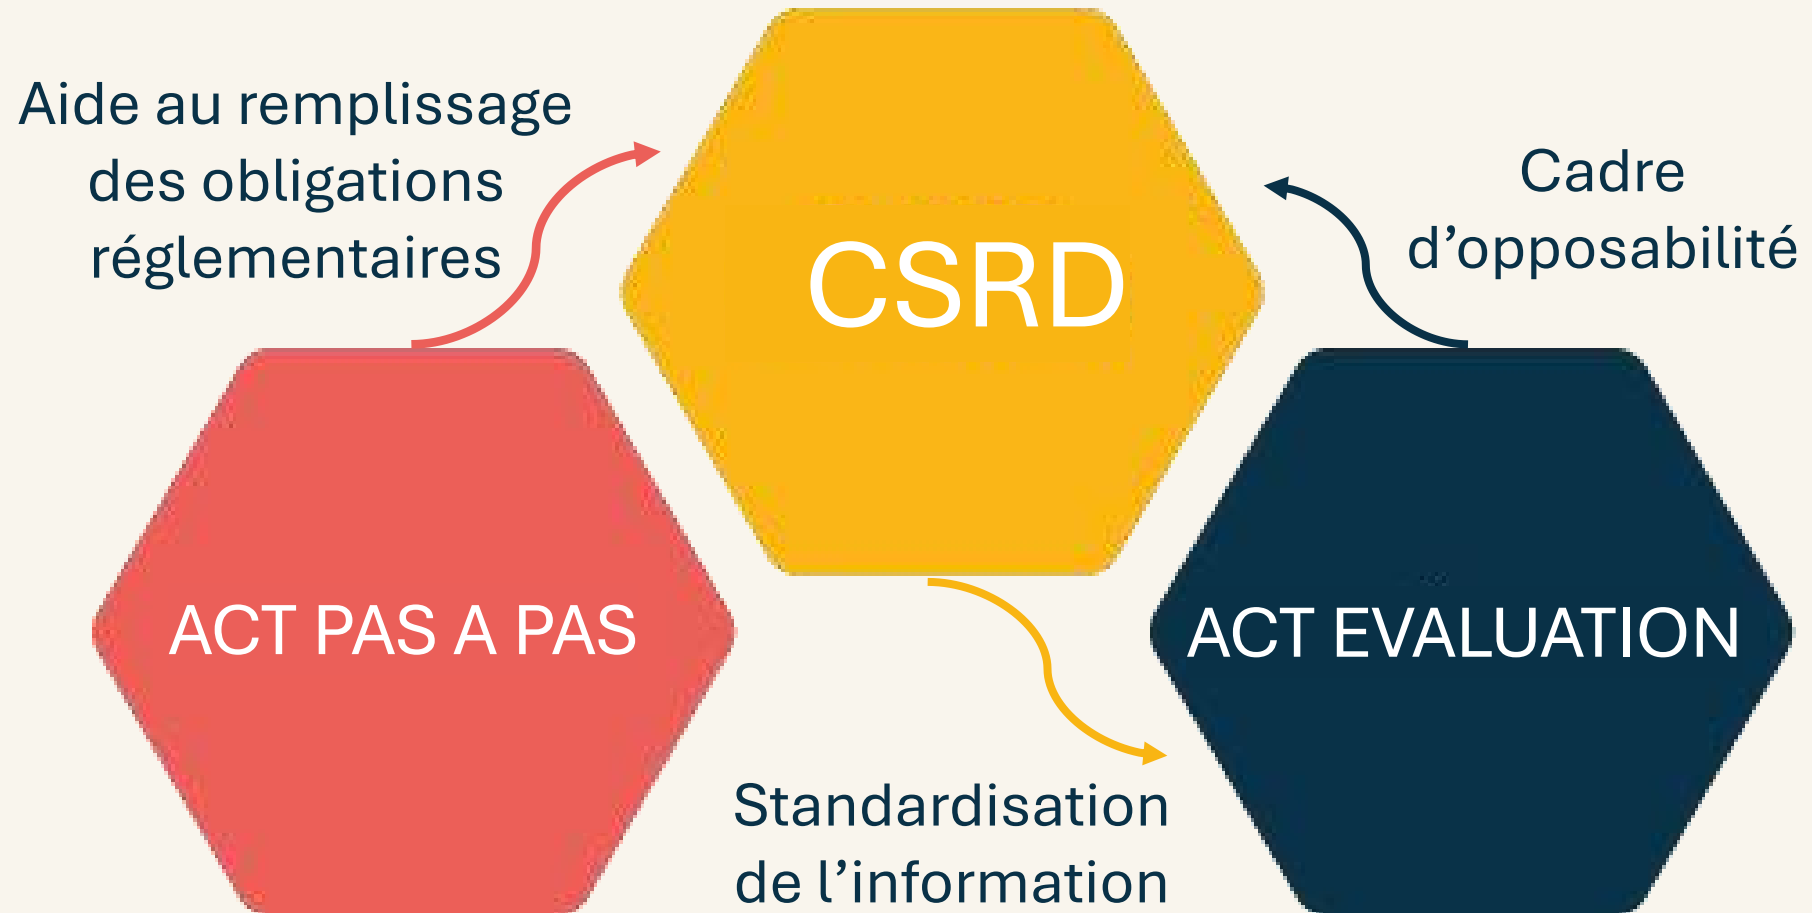 Aide au remplissage
des obligations
réglementaires
CSRD
Cadre
d’opposabilité
ACT PAS A PAS
ACT EVALUATION
Standardisation
de l’information